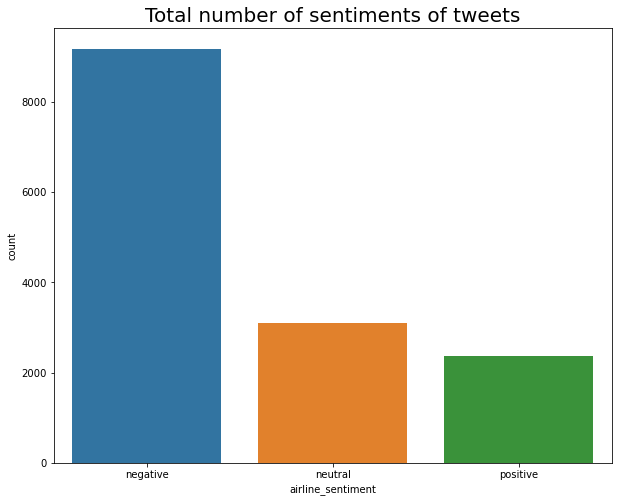 Total number of sentiments of tweets
8000
6000
4000
2000
0
count
negative neutral positive
airline_sentiment